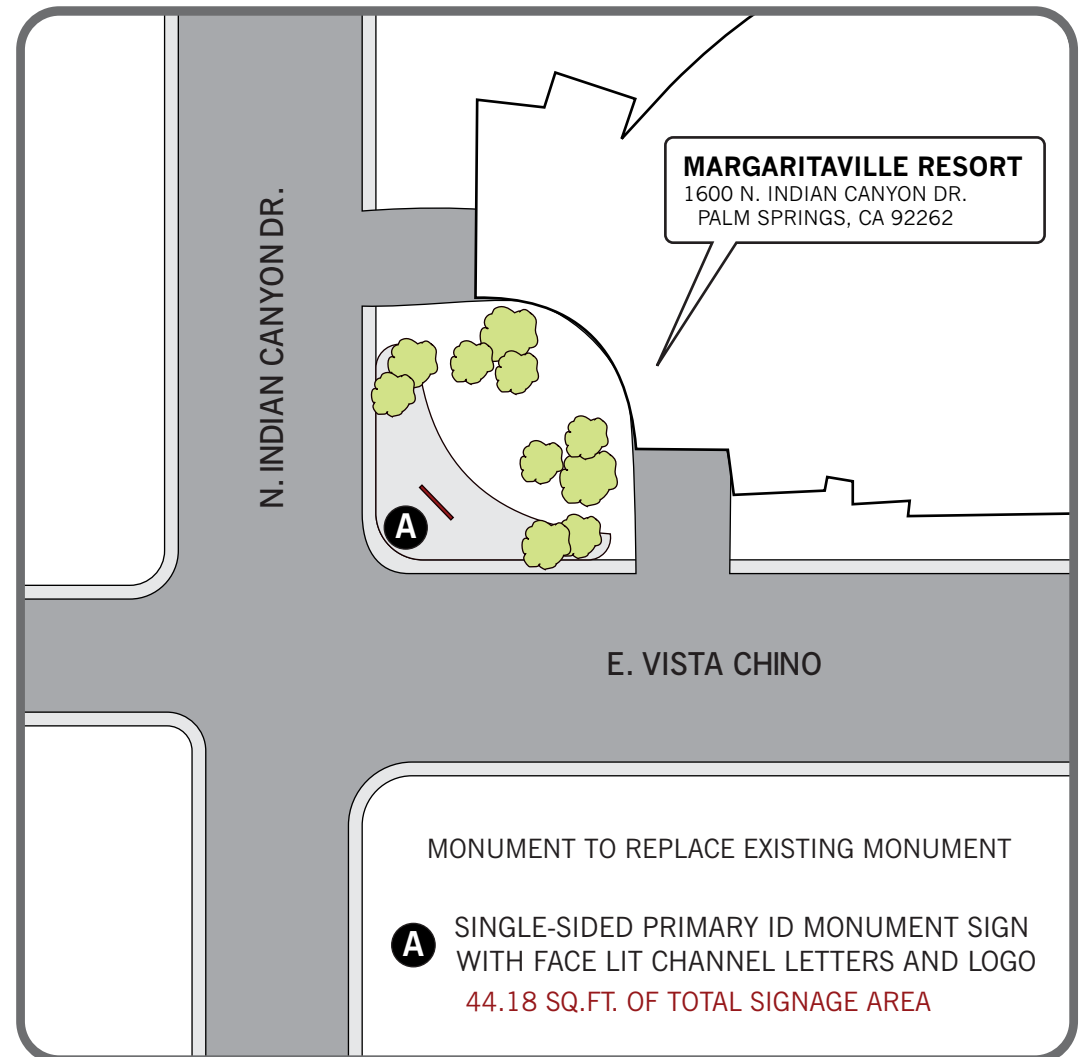 MARGARITAVILLE RESORT
1600 N. INDIAN CANYON DR.
PALM SPRINGS, CA 92262
N. INDIAN CANYON DR.
A
E. VISTA CHINO
MONUMENT TO REPLACE EXISTING MONUMENT
A
SINGLE-SIDED PRIMARY ID MONUMENT SIGN
WITH FACE LIT CHANNEL LETTERS AND LOGO
44.18 SQ.FT. OF TOTAL SIGNAGE AREA